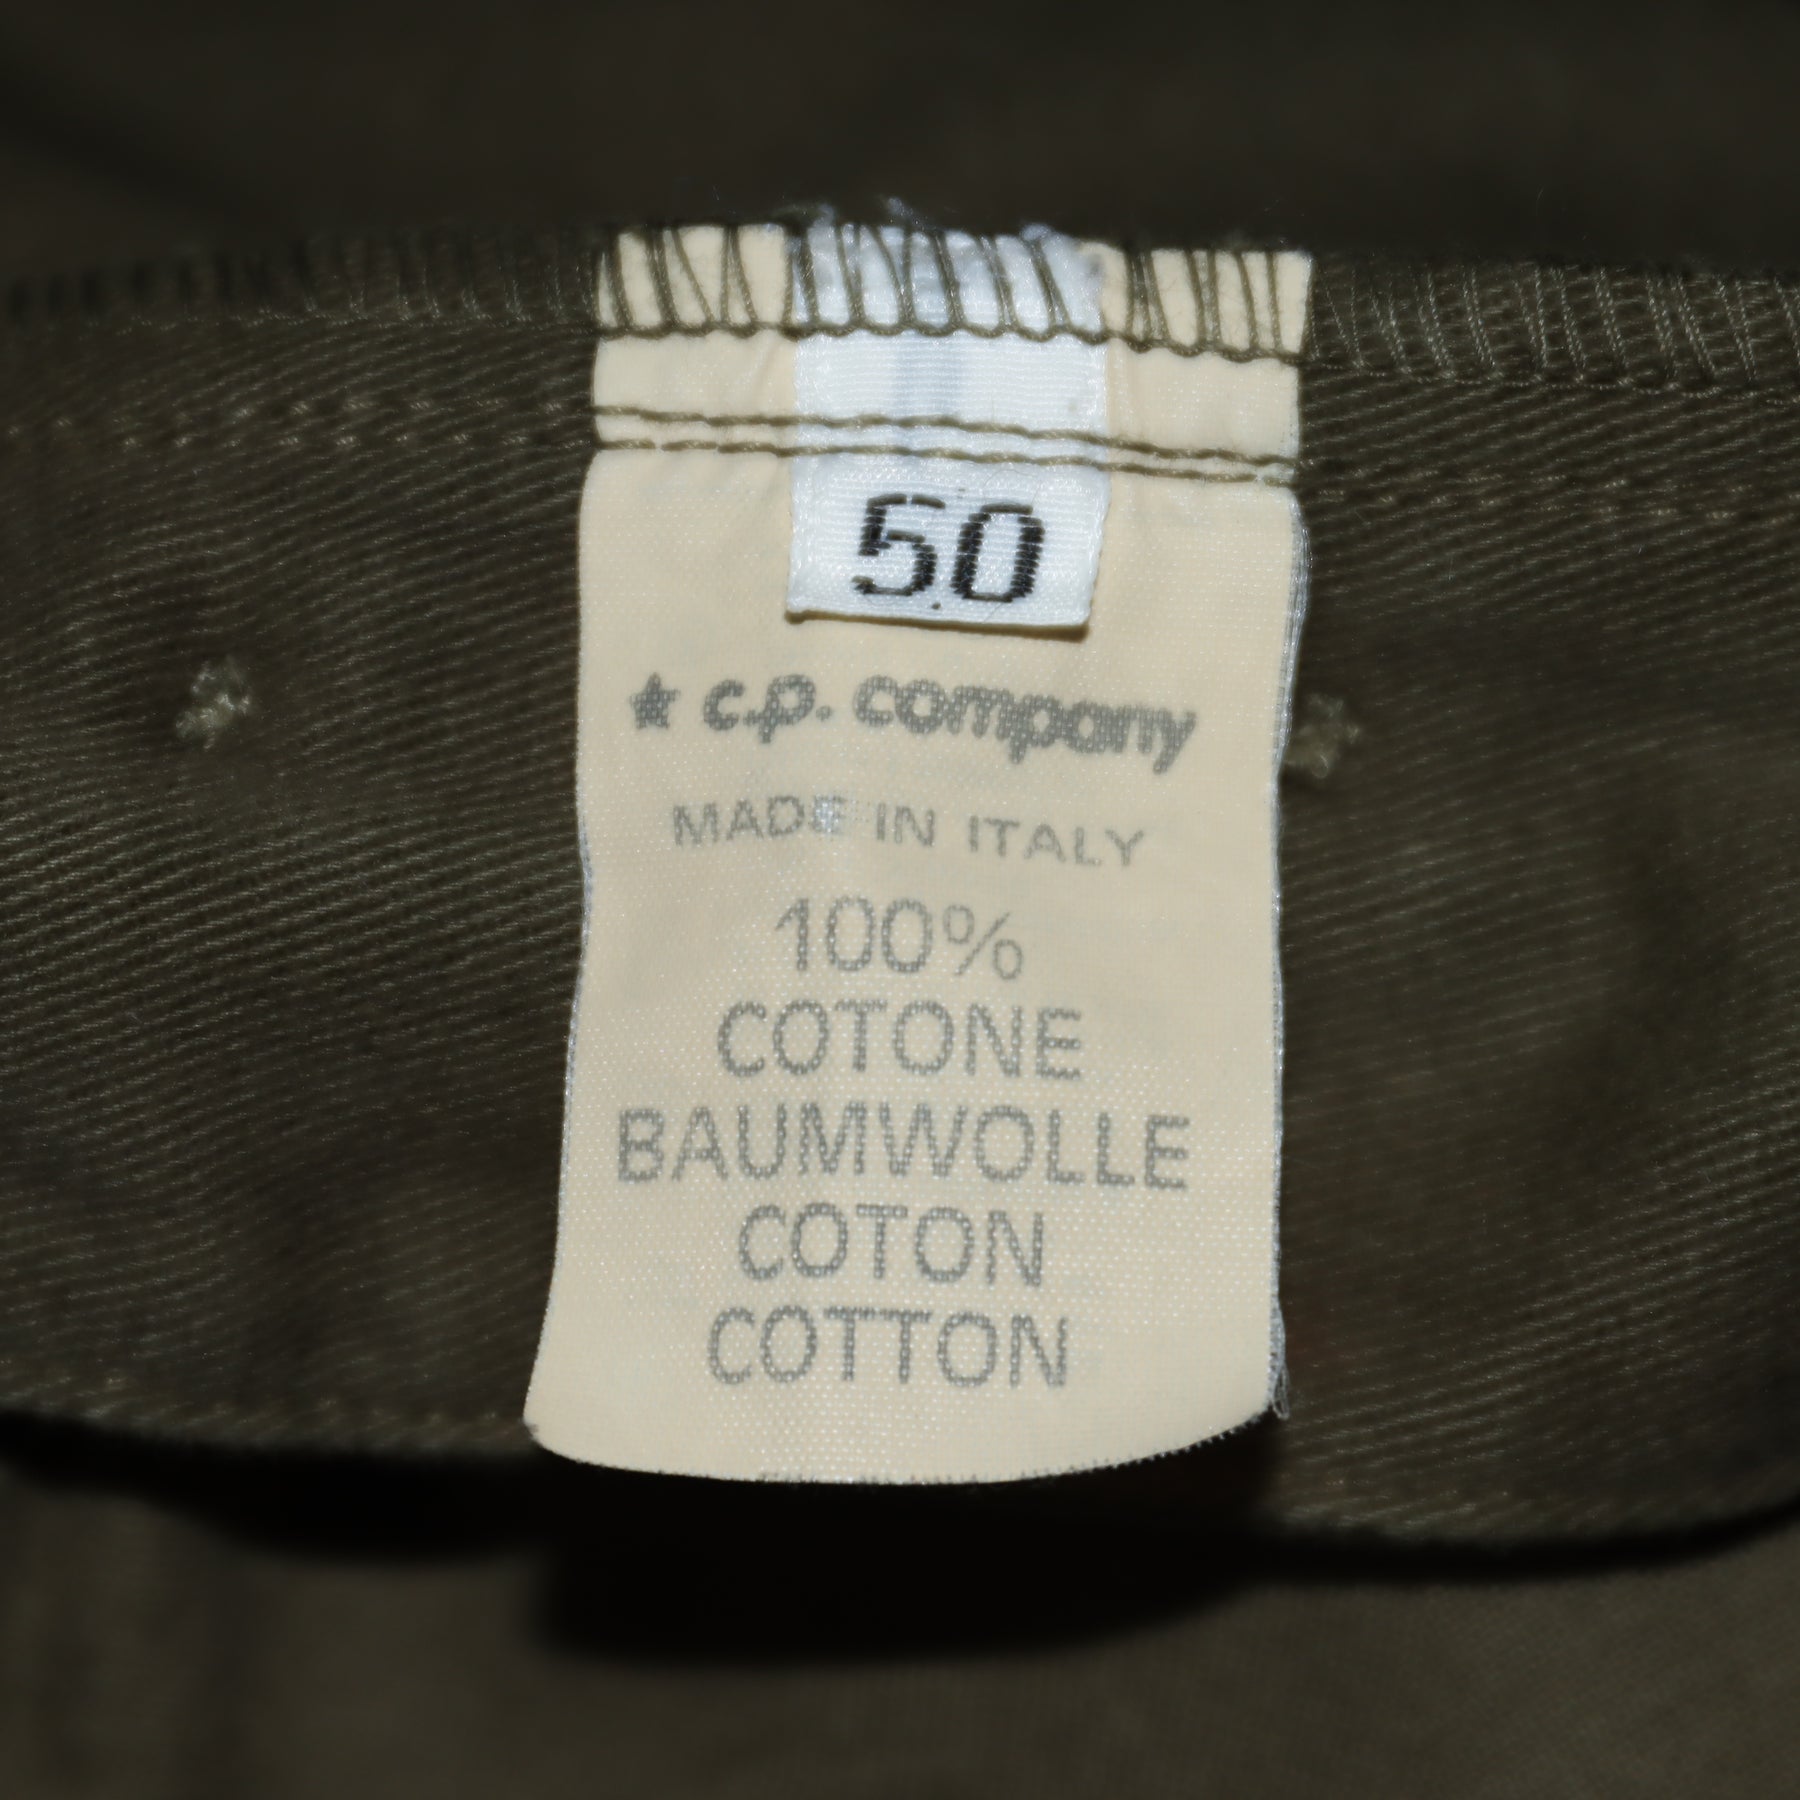 50
★ c.p. company
MADE IN ITALY
100%
COTONE
BAUMWOLLE
COTON
COTTON